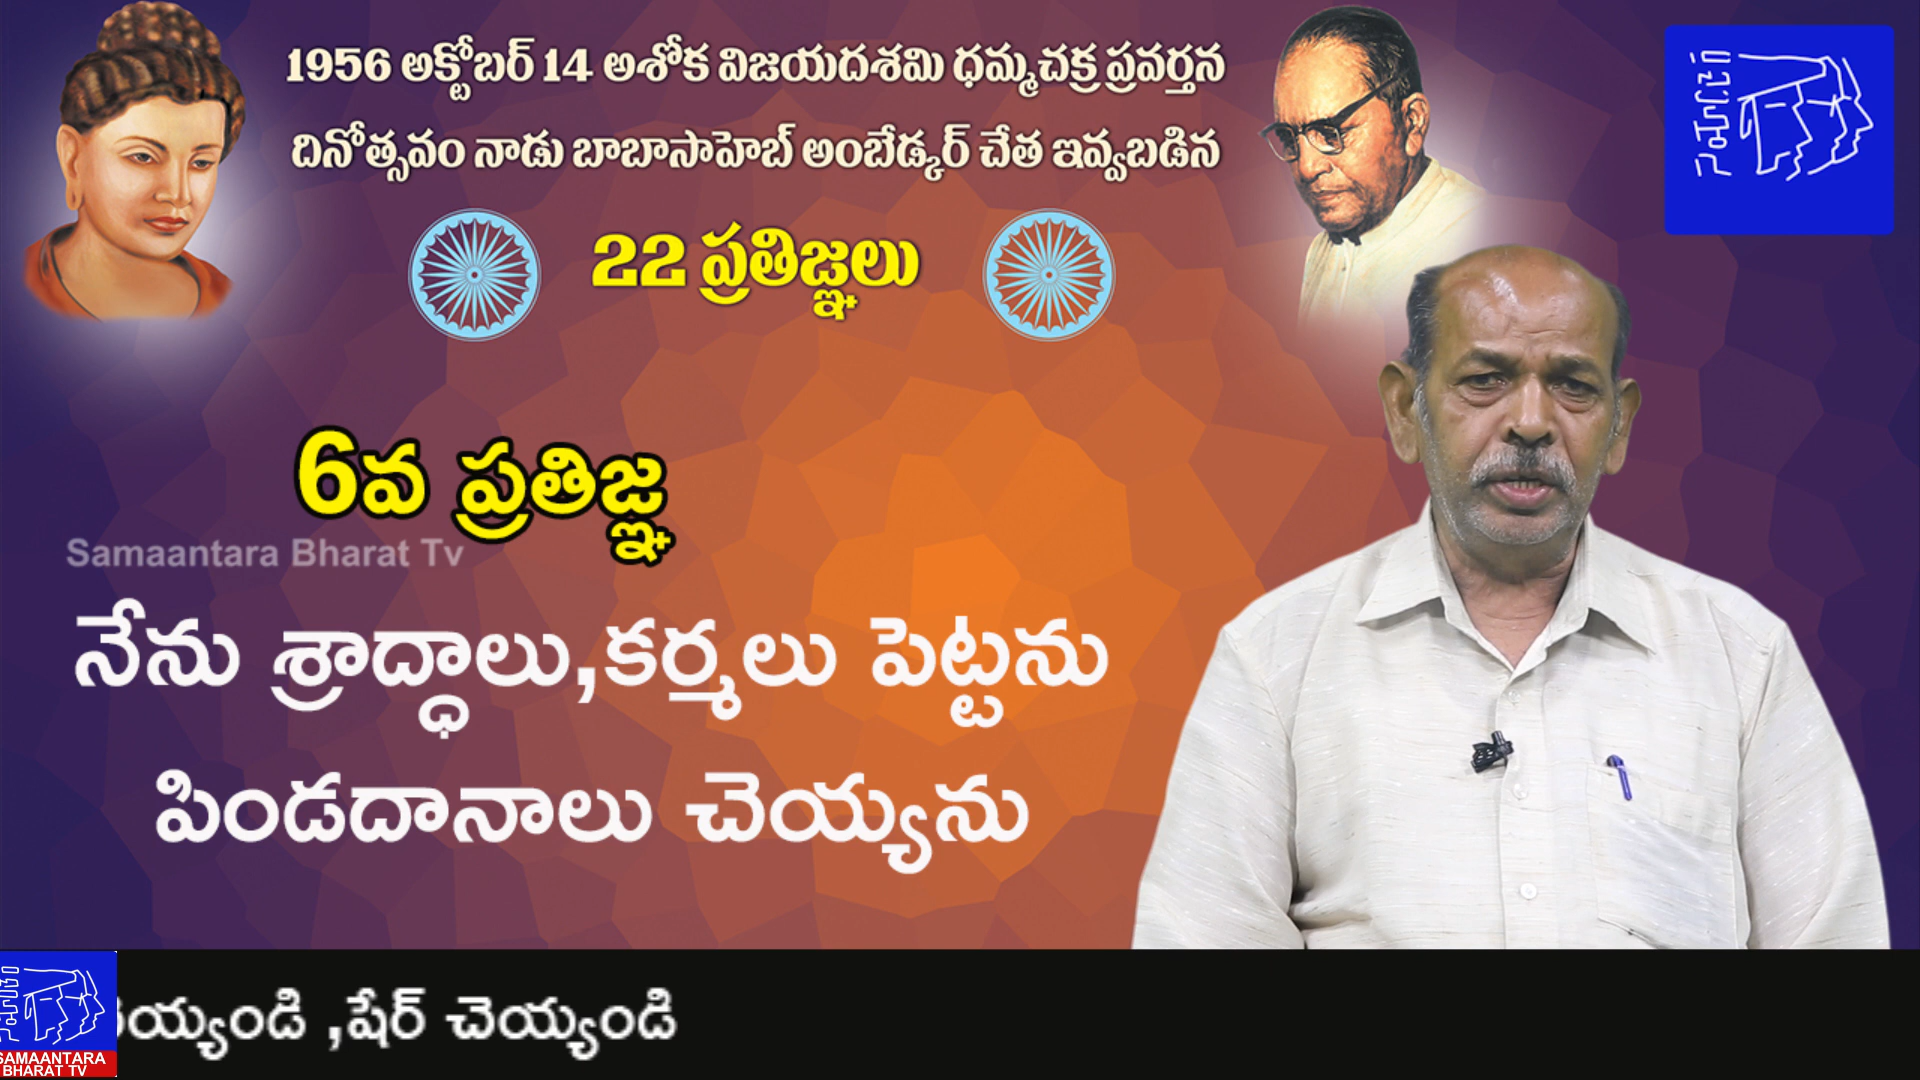 1956 అక్టోబర్ 14 అశోక విజయదశమి ధమ్మచక్ర ప్రవర్తన
దినోత్సవం నాడు బాబాసాహెబ్ అంబేడ్కర్ చేత ఇవ్వబడిన
22 ప్రతిజ్ఞలు
6వ ప్రతిజ్ఞ
Samaantara Bharat Tv
నేను శ్రాద్ధాలు,కర్మలు పెట్టను
పిండదానాలు చెయ్యను
,షేర్ చెయ్యండి
SAMAANTARA
BHARAT TV